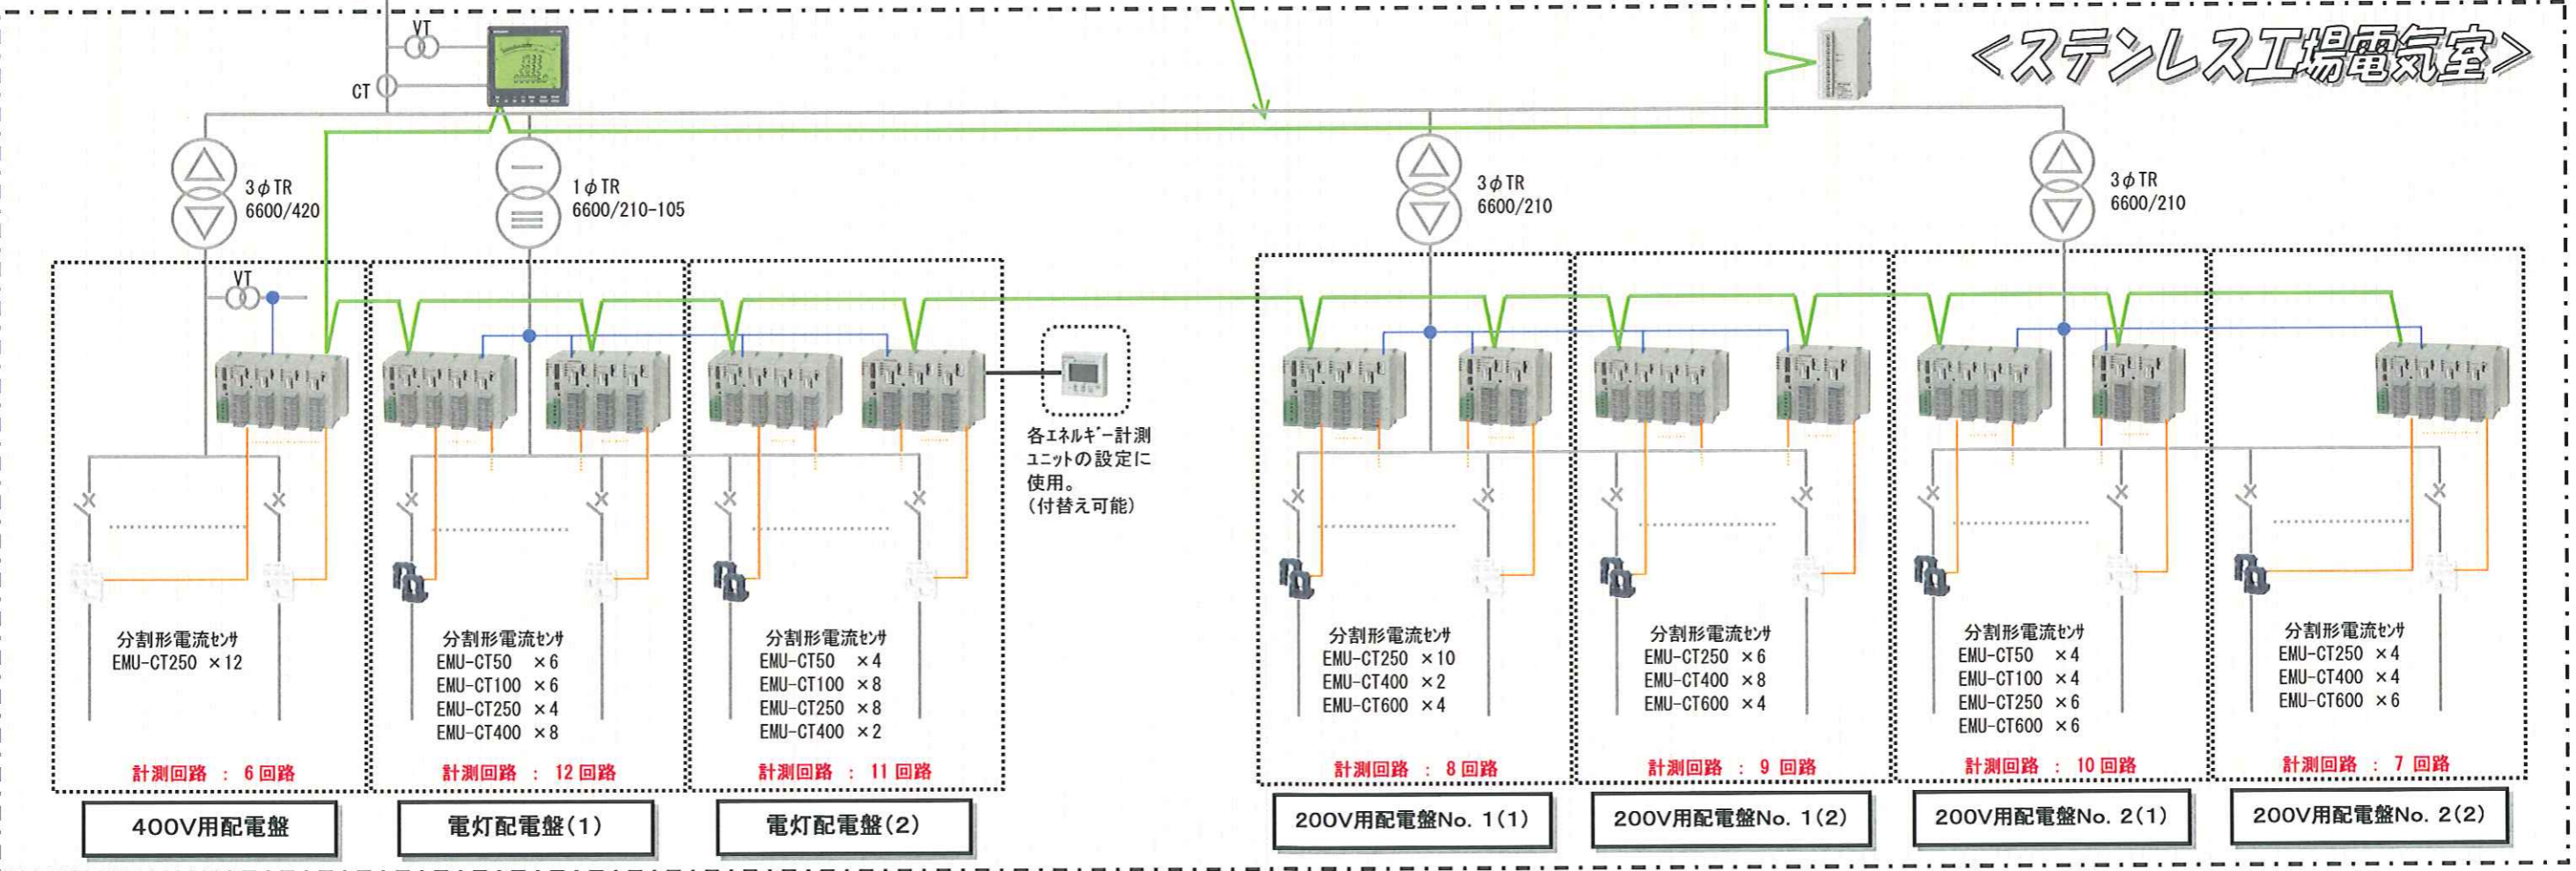 VT
CT
<ステンレス工場電気室>
3φTR
6600/420
1φTR
6600/210-105
3φTR
6600/210
3φTR
6600/210
VT
各エネルギー計測
ユニットの設定に
使用。
(付替え可能)
分割形電流センサ
EMU-CT250 ×12
計測回路 : 6回路
400V用配電盤
分割形電流センサ
EMU-CT50 ×6
EMU-CT100 ×6
EMU-CT250 ×4
EMU-CT400 ×8
計測回路 : 12回路
電灯配電盤(1)
分割形電流センサ
EMU-CT50 ×4
EMU-CT100 ×8
EMU-CT250 ×8
EMU-CT400 ×2
計測回路 : 11回路
電灯配電盤(2)
分割形電流センサ
EMU-CT250 ×10
EMU-CT400 ×2
EMU-CT600 ×4
計測回路 : 8回路
200V用配電盤No. 1(1)
分割形電流センサ
EMU-CT250 ×6
EMU-CT400 ×8
EMU-CT600 ×4
計測回路 : 9 回路
200V用配電盤No. 1(2)
分割形電流センサ
EMU-CT50 ×4
EMU-CT100 ×4
EMU-CT250 ×6
EMU-CT600 ×6
計測回路 : 10回路
200V用配電盤No. 2(1)
分割形電流センサ
EMU-CT250 ×4
EMU-CT400 ×4
EMU-CT600 ×6
計測回路 : 7 回路
200V用配電盤No. 2(2)